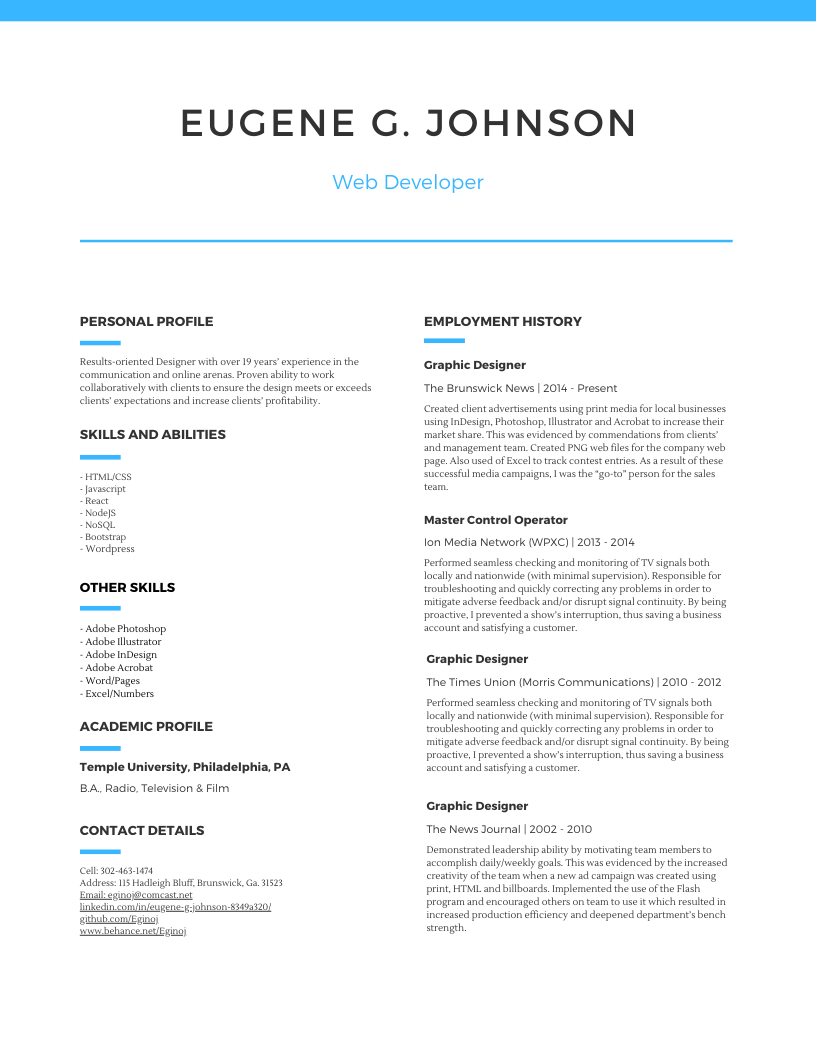 EUGENE G. JOHNSON
Web Developer
PERSONAL PROFILE
Results-oriented Designer with over 19 years' experience in the
communication and online arenas. Proven ability to work
collaboratively with clients to ensure the design meets or exceeds
clients' expectations and increase clients' profitability.
SKILLS AND ABILITIES
- HTML/CSS
- Javascript
- React
- NodeJS
- NoSQL
- Bootstrap
- Wordpress
OTHER SKILLS
- Adobe Photoshop
- Adobe Illustrator
- Adobe InDesign
- Adobe Acrobat
- Word/Pages
- Excel/Numbers
ACADEMIC PROFILE
Temple University, Philadelphia, PA
B.A., Radio, Television & Film
CONTACT DETAILS
Cell: 302-463-1474
Address: 115 Hadleigh Bluff, Brunswick, Ga. 31523
Email: eginoj@comcast.net
linkedin.com/in/eugene-g-johnson-8349a320/
github.com/Eginoj
www.behance.net/Eginoj
EMPLOYMENT HISTORY
Graphic Designer
The Brunswick News | 2014 - Present
Created client advertisements using print media for local businesses
using InDesign, Photoshop, Illustrator and Acrobat to increase their
market share. This was evidenced by commendations from clients'
and management team. Created PNG web files for the company web
page. Also used of Excel to track contest entries. As a result of these
successful media campaigns, I was the “go-to” person for the sales
team.
Master Control Operator
Ion Media Network (WPXC) | 2013 - 2014
Performed seamless checking and monitoring of TV signals both
locally and nationwide (with minimal supervision). Responsible for
troubleshooting and quickly correcting any problems in order to
mitigate adverse feedback and/or disrupt signal continuity. By being
proactive, I prevented a show's interruption, thus saving a business
account and satisfying a customer.
Graphic Designer
The Times Union (Morris Communications) | 2010 - 2012
Performed seamless checking and monitoring of TV signals both
locally and nationwide (with minimal supervision). Responsible for
troubleshooting and quickly correcting any problems in order to
mitigate adverse feedback and/or disrupt signal continuity. By being
proactive, I prevented a show's interruption, thus saving a business
account and satisfying a customer.
Graphic Designer
The News Journal | 2002 - 2010
Demonstrated leadership ability by motivating team members to
accomplish daily/weekly goals. This was evidenced by the increased
creativity of the team when a new ad campaign was created using
print, HTML and billboards. Implemented the use of the Flash
program and encouraged others on team to use it which resulted in
increased production efficiency and deepened department's bench
strength.